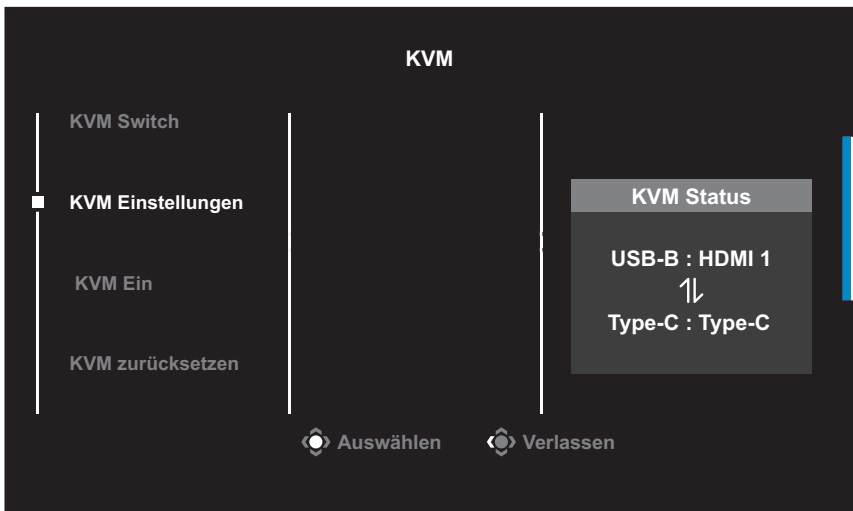 KVM
KVM Switch
KVM Einstellungen
KVM Ein
KVM zurücksetzen
KVM Status
USB-B : HDMI 1
Type-C : Type-C
Auswählen
Verlassen